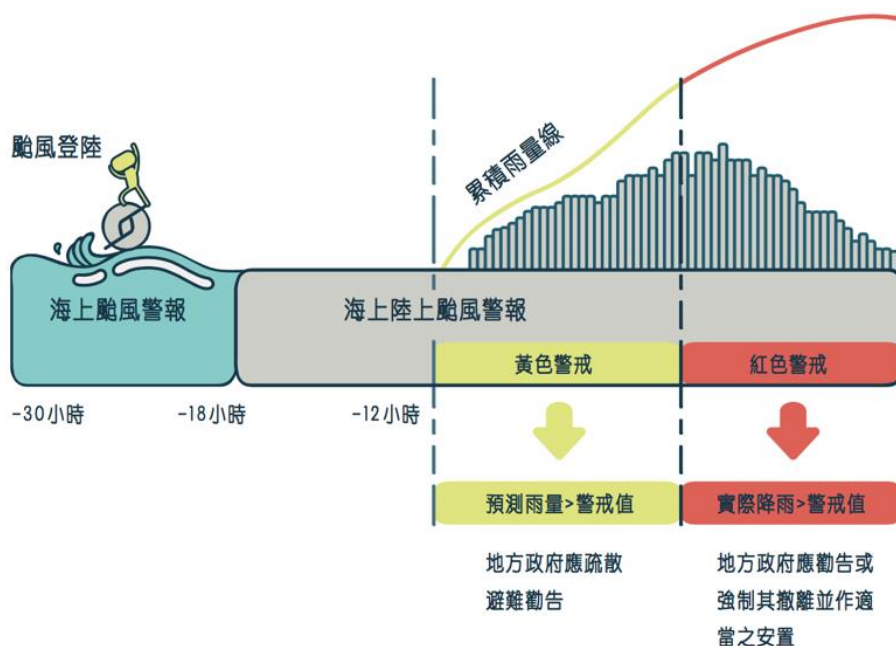 颱風登陸
累積雨量線
海上颱風警報
海上陸上颱風警報
黃色警戒
紅色警戒
-30小時
-18小時
-12小時
預測雨量>警戒值
實際降雨>警戒值
地方政府應疏散
避難勸告
地方政府應勸告或
強制其撤離並作適
當之安置